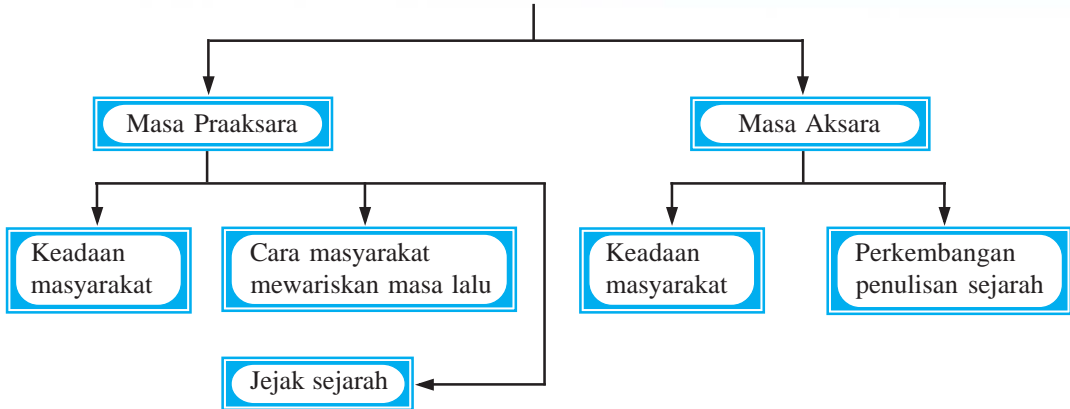 Masa Praaksara
Masa Aksara
Keadaan
masyarakat
Cara masyarakat
mewariskan masa lalu
Keadaan
masyarakat
Perkembangan
penulisan sejarah
Jejak sejarah